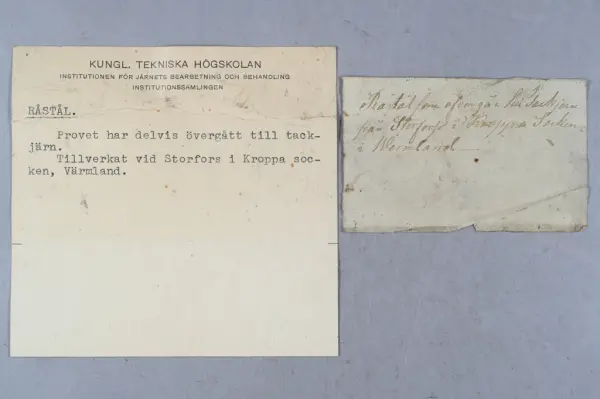 KUNGL. TEKNISKA HÖGSKOLAN
INSTITUTIONEN FÖR JÄRNETS BEARBETNING OCH BEHANDLING
INSTITUTIONSSAMLINGEN
RÅSTÅL.
Provet har delvis övergått till tack-
järn.
Tillverkat vid Storfors i Kroppa soc-
ken, Värmland.
Råstål som öfvergår till Tackjern
från Storfors i Kroppa Socken
i Wermland